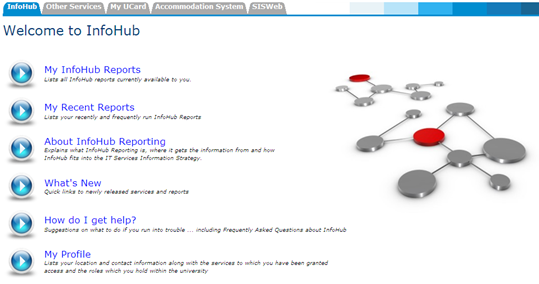 InfoHub Other Services My UCard Accommodation System SISWeb
Welcome to InfoHub
My InfoHub Reports
Lists all InfoHub reports currently available to you.
My Recent Reports
Lists your recently and frequently run InfoHub Reports
About InfoHub Reporting
Explains what InfoHub Reporting is, where it gets the information from and how
InfoHub fits into the IT Services Information Strategy.
What's New
Quick links to newly released services and reports
How do I get help?
Suggestions on what to do if you run into trouble ... including Frequently Asked Questions about InfoHub
My Profile
Lists your location and contact information along with the services to which you have been granted
access and the roles which you hold within the university